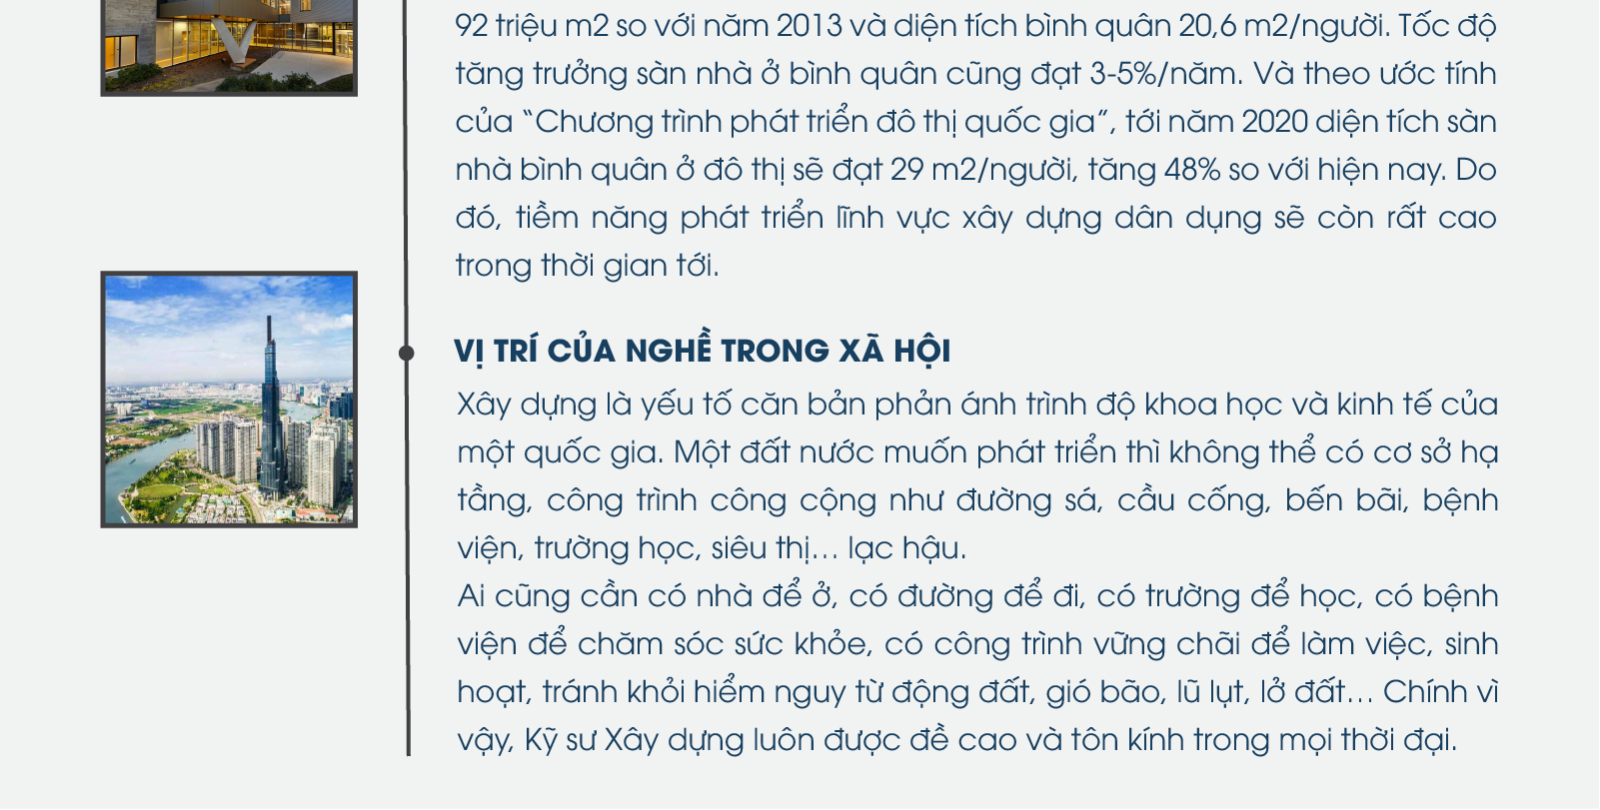 92 triệu m2 so với năm 2013 và diện tích bình quân 20,6 m2/người. Tốc độ
tăng trưởng sàn nhà ở bình quân cũng đạt 3-5%/năm. Và theo ước tính
của “Chương trình phát triển đô thị quốc gia”, tới năm 2020 diện tích sàn
nhà bình quân ở đô thị sẽ đạt 29 m2/người, tăng 48% so với hiện nay. Do
đó, tiềm năng phát triển lĩnh vực xây dựng dân dụng sẽ còn rất cao
trong thời gian tới.
VỊ TRÍ CỦA NGHỀ TRONG XÃ HỘI
Xây dựng là yếu tố căn bản phản ánh trình độ khoa học và kinh tế của
một quốc gia. Một đất nước muốn phát triển thì không thể có cơ sở hạ
tầng, công trình công cộng như đường sá, cầu cống, bến bãi, bệnh
viện, trường học, siêu thị... lạc hậu.
Ai cũng cần có nhà để ở, có đường để đi, có trường để học, có bệnh
viện để chăm sóc sức khỏe, có công trình vững chãi để làm việc, sinh
hoạt, tránh khỏi hiểm nguy từ động đất, gió bão, lũ lụt, lở đất... Chính vì
vậy, Kỹ sư Xây dựng luôn được đề cao và tôn kính trong mọi thời đại.